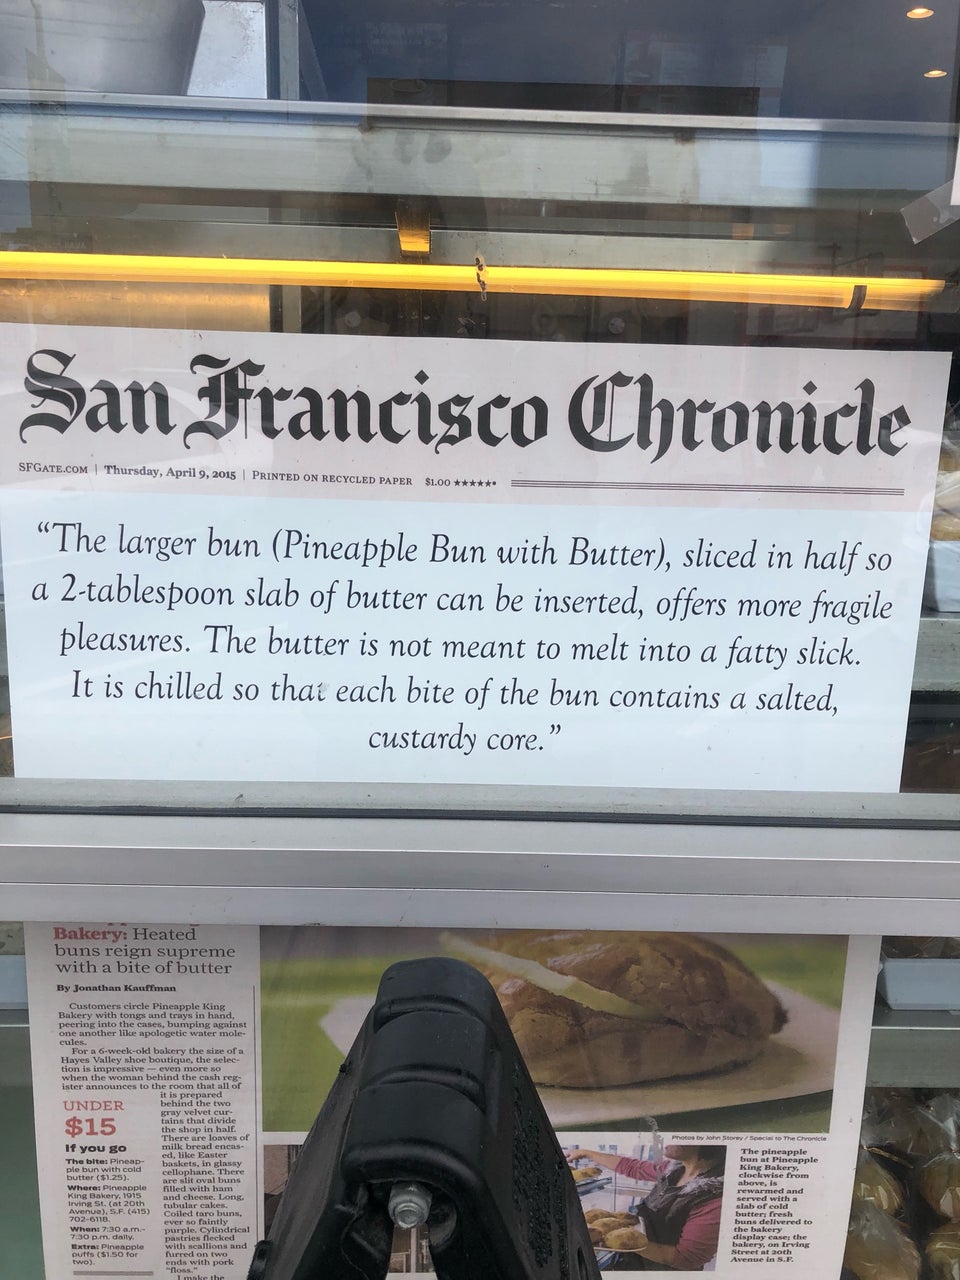 San Francisco Chronicle
SFGATE.COM | Thursday, April 9, 2015 | PRINTED ON RECYCLED PAPER $1.00 ★★★★★
“The larger bun (Pineapple Bun with Butter), sliced in half so
a 2-tablespoon slab of butter can be inserted, offers more fragile
pleasures. The butter is not meant to melt into a fatty slick.
It is chilled so that each bite of the bun contains a salted,
custardy core.”
Bakery: Heated
buns reign supreme
with a bite of butter
By Jonathan Kauffman
Customers circle Pineapple King
Bakery with tongs and trays in hand,
peering into the cases, bumping against
one another like apologetic water mole-
cules.
For a 6-week-old bakery the size of a
Hayes Valley shoe boutique, the selec-
tion is impressive — even more so
when the woman behind the cash reg-
ister announces to the room that all of
it is prepared
behind the two
gray velvet cur-
tains that divide
the shop in half.
There are loaves of
milk bread encas-
ed, like Easter
baskets, in glassy
cellophane. There
are slit oval buns
filled with ham
and cheese. Long,
tubular cakes.
Coiled taro buns,
ever so faintly
purple. Cylindrical
pastries flecked
with scallions and
furred on two
ends with pork
“floss.”
I make the
UNDER
$15
If you go
The bite: Pineap-
ple bun with cold
butter ($1.25).
Where: Pineapple
King Bakery, 1915
Irving St. (at 20th
Avenue), S.F. (415)
702-6118.
When: 7:30 a.m.-
7:30 p.m. daily.
Extra: Pineapple
puffs ($1.50 for
two).
Photos by John Storey / Special to The Chronicle
The pineapple
bun at Pineapple
King Bakery,
clockwise from
above, is
rewarmed and
served with a
slab of cold
butter; fresh
buns delivered to
the bakery
display case; the
bakery, on Irving
Street at 20th
Avenue in S.F.